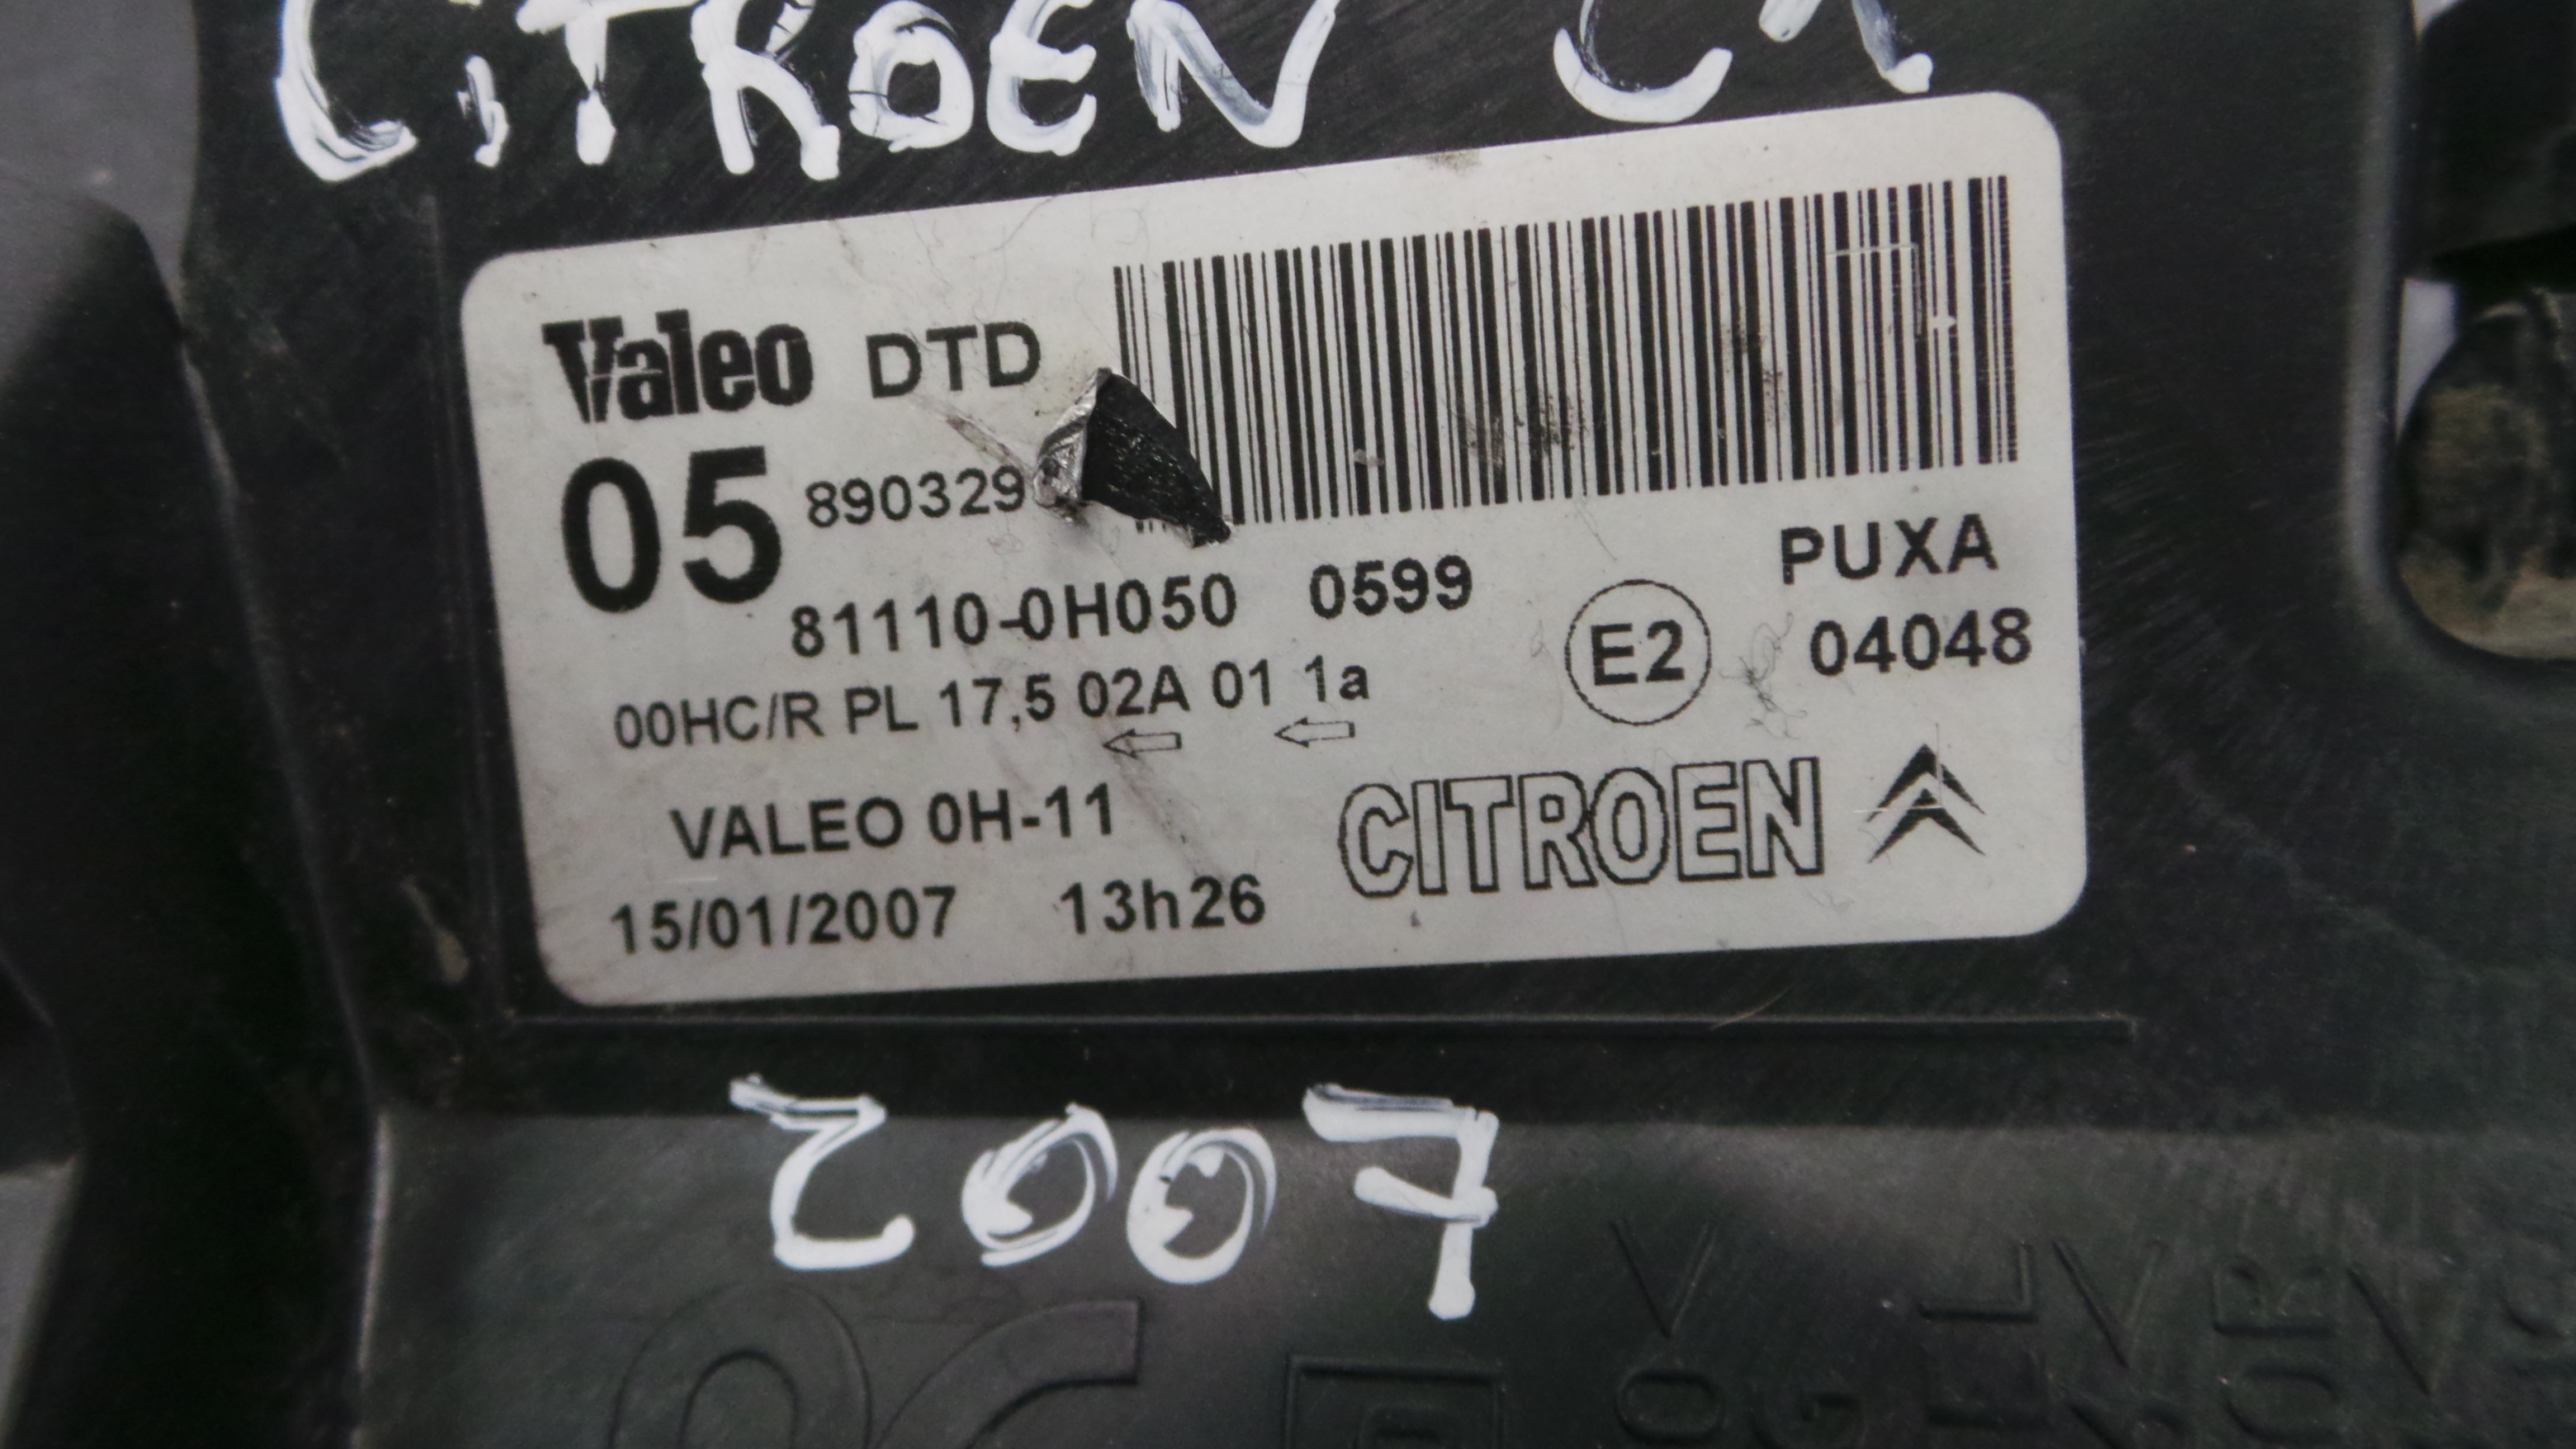 CiTROEN C1
Valeo DTD
05 890329
81110-0H050 0599
PUXA
00HC/R PL 17,5 02A 01 1a
E2 04048
VALEO 0H-11
CITROEN
15/01/2007 13h26
2007